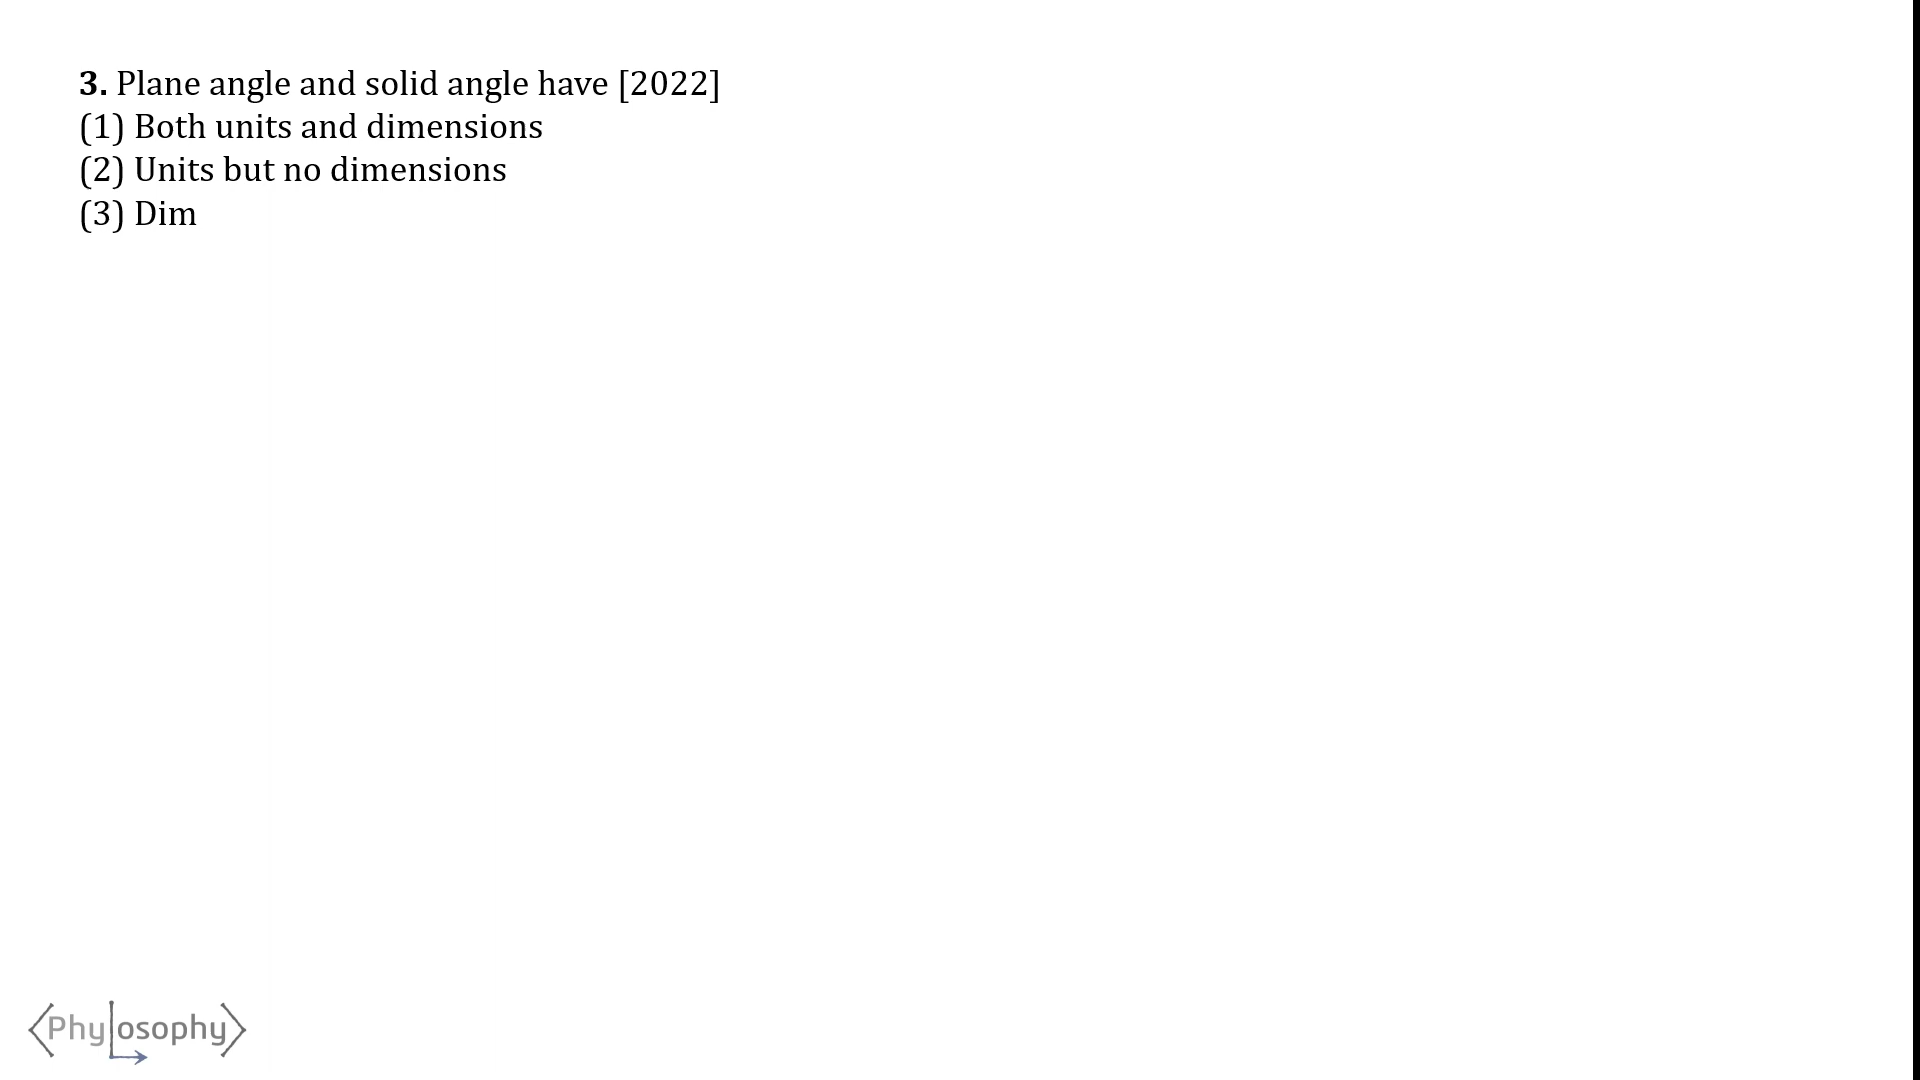 3. Plane angle and solid angle have [2022]
(1) Both units and dimensions
(2) Units but no dimensions
(3) Dim
Phylosophy